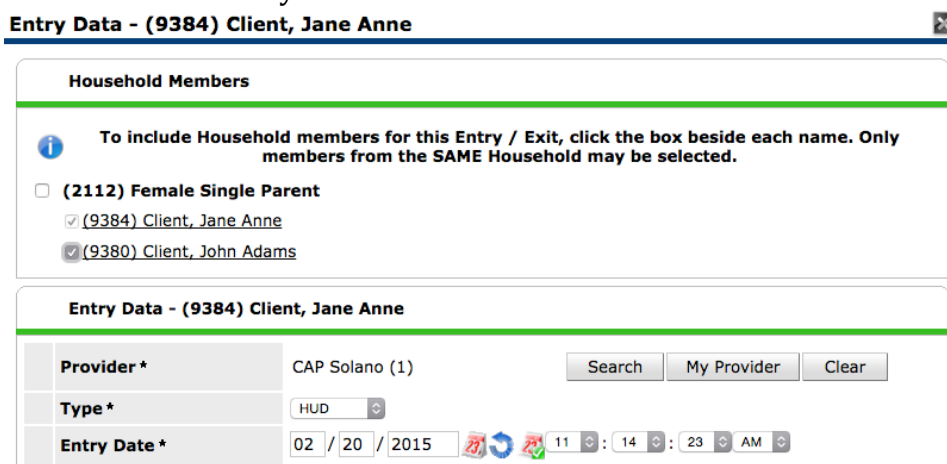 Entry Data - (9384) Client, Jane Anne
Household Members
To include Household members for this Entry / Exit, click the box beside each name. Only
members from the SAME Household may be selected.
(2112) Female Single Parent
(9384) Client, Jane Anne
(9380) Client, John Adams
Entry Data - (9384) Client, Jane Anne
Provider * CAP Solano (1) Search My Provider Clear
Type * HUD
Entry Date * 02 / 20 / 2015 23 23 11 : 14 : 23 AM